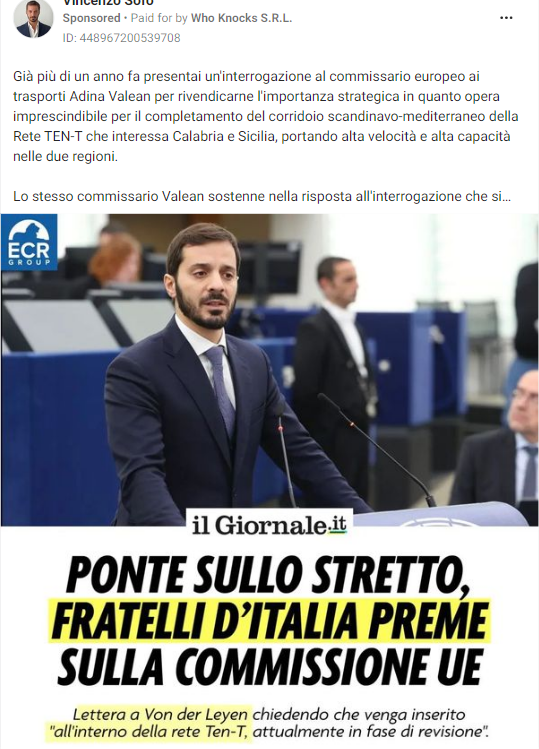 Vincenzo Sofo
Sponsored • Paid for by Who Knocks S.R.L.
ID: 448967200539708
Già più di un anno fa presentai un'interrogazione al commissario europeo ai
trasporti Adina Valean per rivendicarne l'importanza strategica in quanto opera
imprescindibile per il completamento del corridoio scandinavo-mediterraneo della
Rete TEN-T che interessa Calabria e Sicilia, portando alta velocità e alta capacità
nelle due regioni.
Lo stesso commissario Valean sostenne nella risposta all'interrogazione che si...
ECR
GROUP
il Giornale.it
PONTE SULLO STRETTO,
FRATELLI D'ITALIA PREME
SULLA COMMISSIONE UE
Lettera a Von der Leyen chiedendo che venga inserito
"all'interno della rete Ten-T, attualmente in fase di revisione".